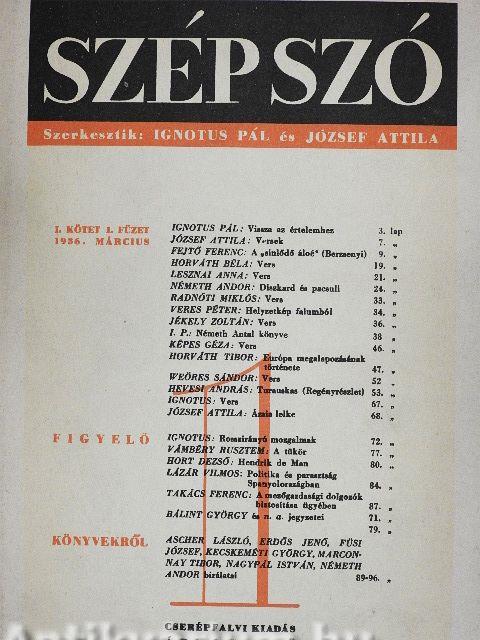 SZÉP SZÓ
Szerkesztik: IGNOTUS PÁL és JÓZSEF ATTILA
I. KÖTET 1. FÜZET
1936. MÁRCIUS
IGNOTUS PÁL: Vissza az értelemhez 3. lap
JÓZSEF ATTILA: Versek 7. „
FEJTŐ FERENC: A „sinlődő áloé" (Berzsenyi) 9. „
HORVÁTH BÉLA: Vers 19. „
LESZNAI ANNA: Vers 21. „
NÉMETH ANDOR: Diszkard és pacsuli 24. „
RADNÓTI MIKLÓS: Vers 33. „
VERES PÉTER: Helyzetkép falumból 34. „
JÉKELY ZOLTÁN: Vers 36. „
I. P.: Németh Antal könyve 38 „
KÉPES GÉZA: Vers 46. „
HORVÁTH TIBOR: Európa megalapozásának
története 47. „
WEÖRES SÁNDOR: Vers 52 „
HEVESI ANDRÁS: Turauskas (Regényrészlet) 53. „
IGNOTUS: Vers 67. „
JÓZSEF ATTILA: Ázsia lelke 68. „
1
FIGYELŐ
IGNOTUS: Rosszirányú mozgalmak 72. „
VÁMBÉRY RUSZTEM: A tükör 77. „
HORT DEZSŐ: Hendrik de Man 80. „
LÁZÁR VILMOS: Politika és parasztság
Spanyolországban 84. „
TAKÁCS FERENC: A mezőgazdasági dolgozók
biztosítása ügyében 87. „
BÁLINT GYÖRGY és n. a. jegyzetei 71. „
79. „
KÖNYVEKRŐL
ASCHER LÁSZLÓ, ERDŐS JENŐ, FÜSI
JÓZSEF, KECSKEMÉTI GYÖRGY, MARCON-
NAY TIBOR, NAGYPÁL ISTVÁN, NÉMETH
ANDOR bírálatai 89-96. „
CSERÉPFALVI KIADÁS